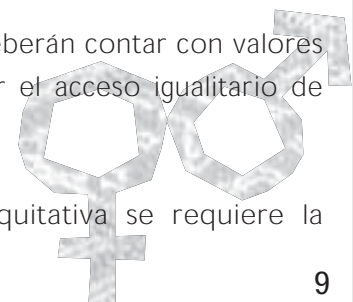 eberán contar con valores
r el acceso igualitario de
quitativa se requiere la
9